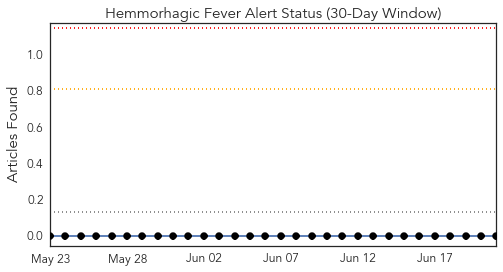 Hemmorhagic Fever Alert Status (30-Day Window)
Articles Found
1.0
0.8
0.6
0.4
0.2
0.0
May 23 May 28 Jun 02 Jun 07 Jun 12 Jun 17